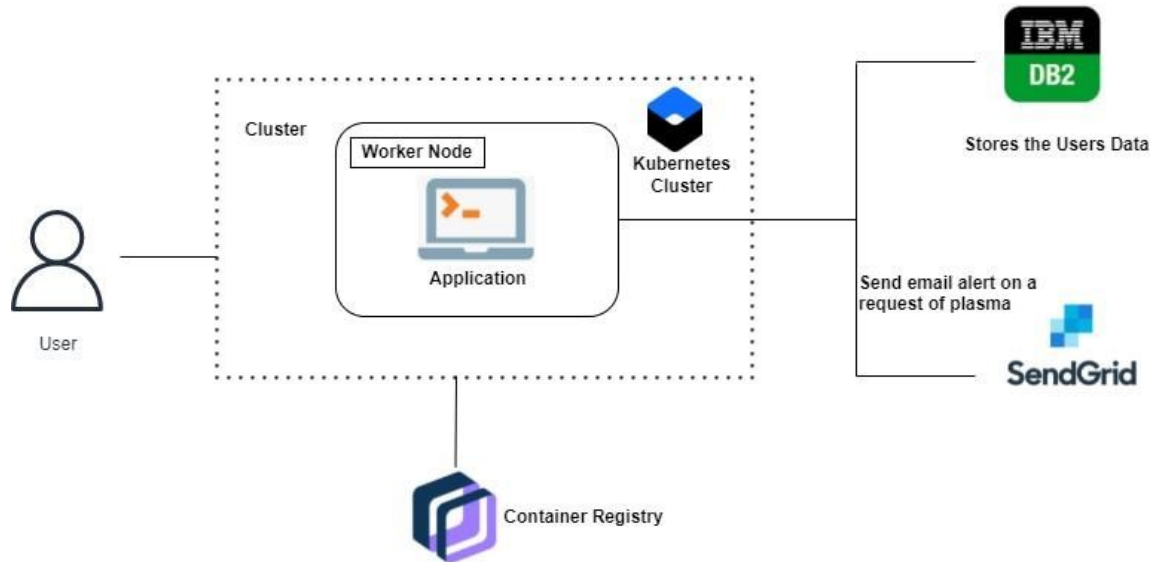 IBM
DB2
Stores the Users Data
Cluster
Worker Node
Kubernetes
Cluster
Application
User
Send email alert on a
request of plasma
SendGrid
Container Registry